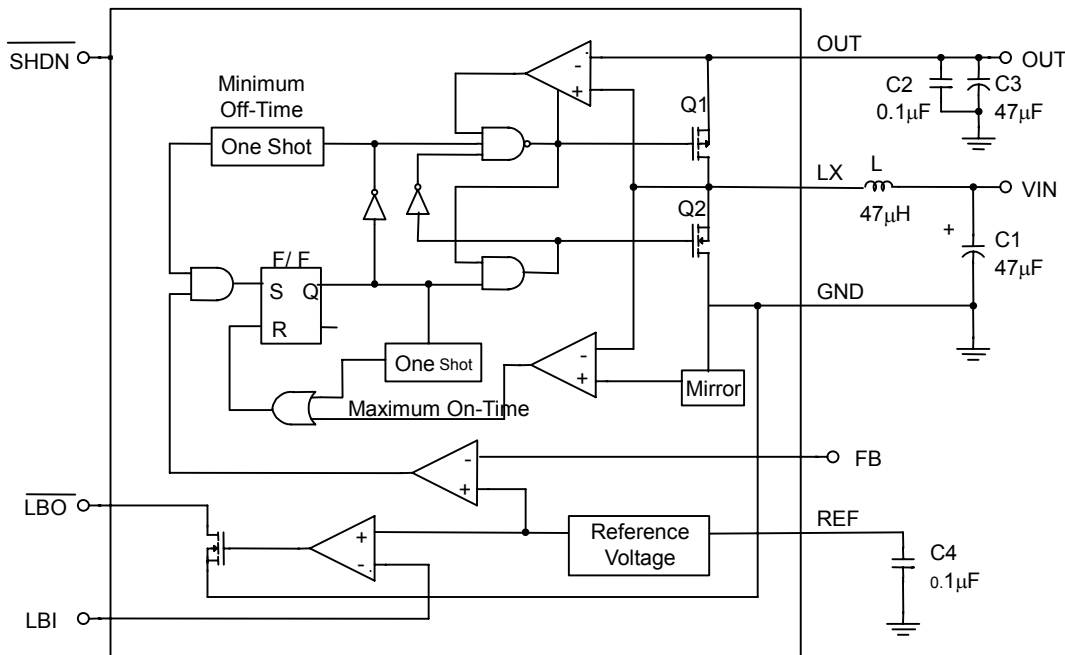 SHDN
Minimum
Off-Time
One Shot
-
+
OUT
OUT
C2
0.1μF
C3
47μF
Q1
LX
L
47μH
VIN
Q2
+
C1
47μF
GND
F/F
S
Q
R
One Shot
Maximum On-Time
-
+
Mirror
-
+
FB
LBO
+
-
Reference
Voltage
REF
C4
0.1μF
LBI